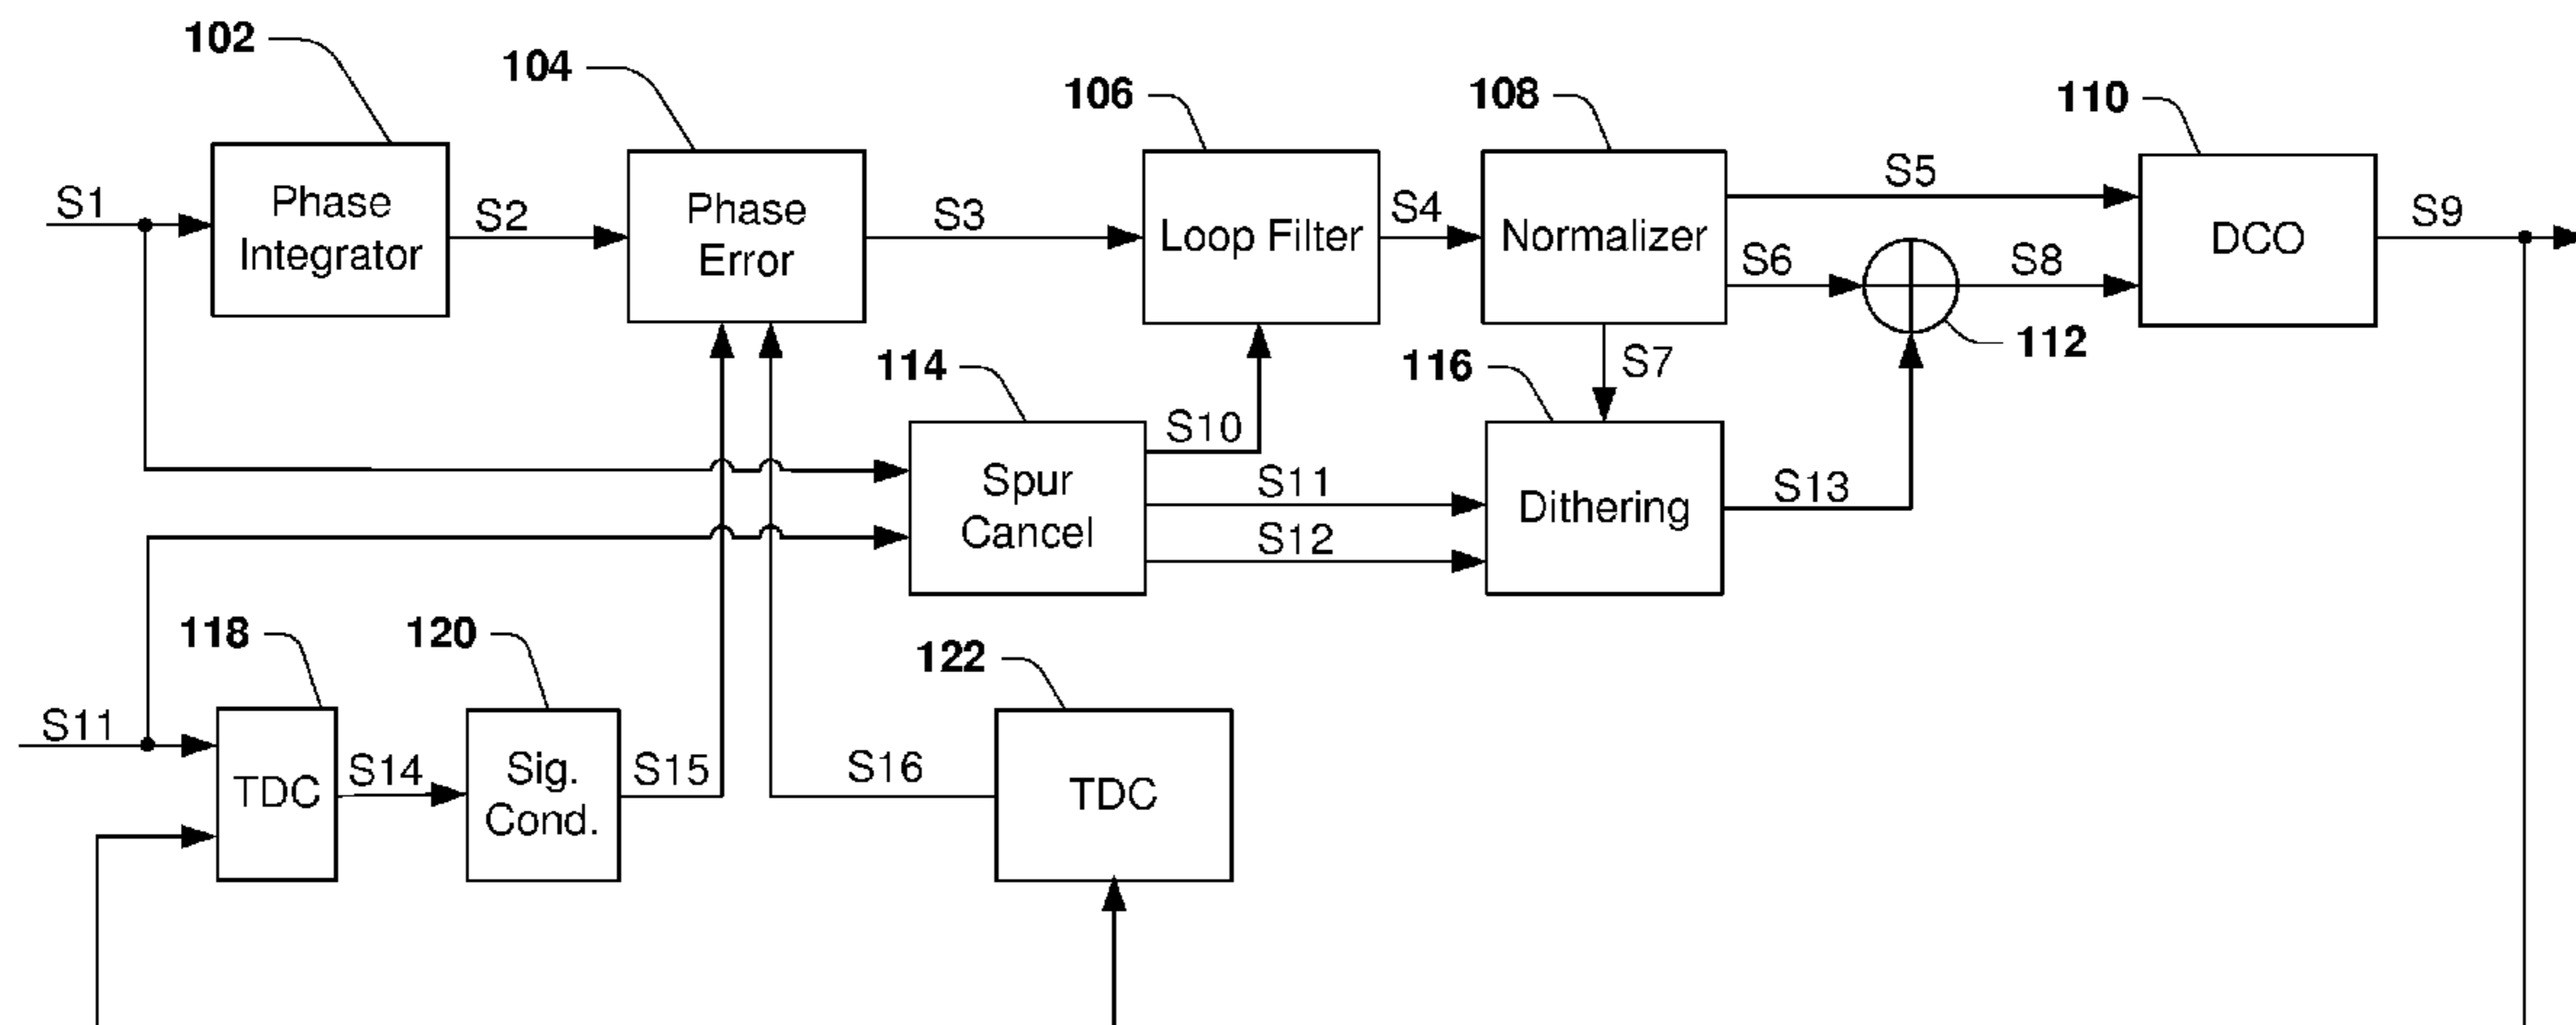 102
104
106
108
110
S1
Phase
Integrator
S2
Phase
Error
S3
Loop Filter
S4
Normalizer
S5
S6
S8
DCO
S9
112
S7
114
116
S10
Spur
Cancel
S11
S12
Dithering
S13
118
120
122
S11
TDC
S14
Sig.
Cond.
S15
S16
TDC